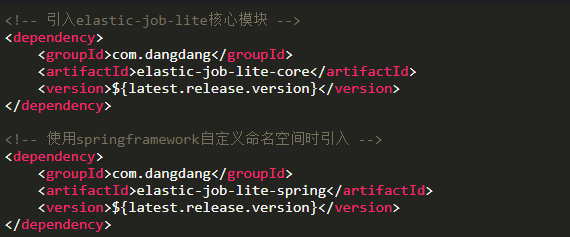 <!-- 引入elastic-job-lite核心模块 -->
<dependency>
    <groupId>com.dangdang</groupId>
    <artifactId>elastic-job-lite-core</artifactId>
    <version>${latest.release.version}</version>
</dependency>

<!-- 使用springframework自定义命名空间时引入 -->
<dependency>
    <groupId>com.dangdang</groupId>
    <artifactId>elastic-job-lite-spring</artifactId>
    <version>${latest.release.version}</version>
</dependency>